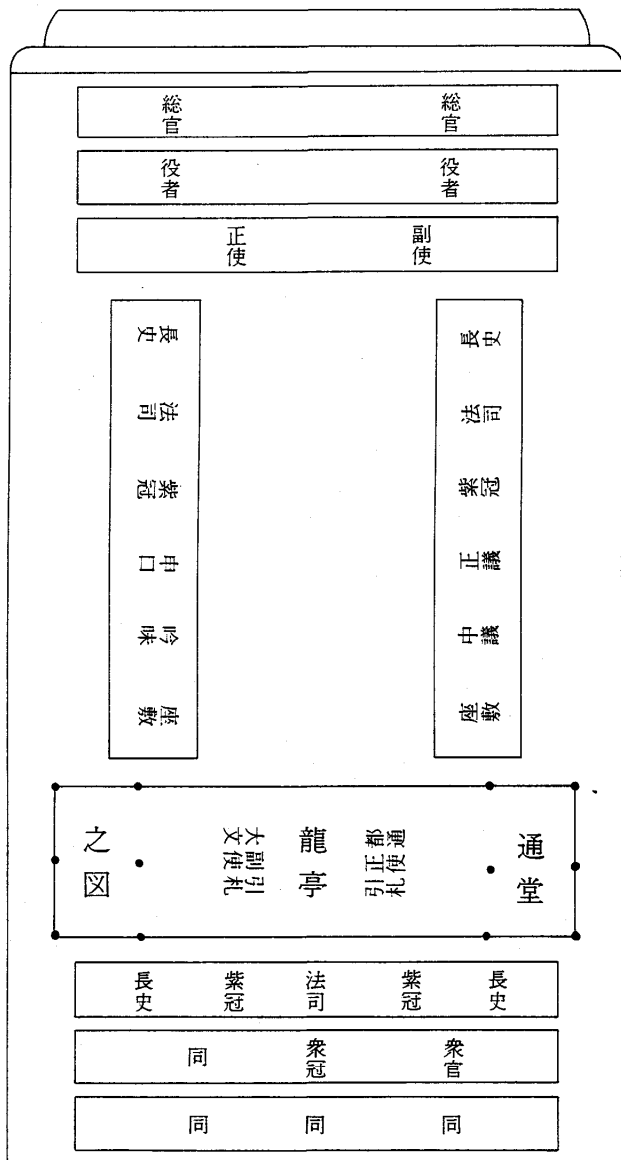 総官
総官
役者
役者
副使
正使
長史
法司
紫冠
正議
中議
座敷
長史
法司
紫冠
申口
吟味
座敷
通堂
都通
正使
引札
龍亭
大文
副使
引札
之図
長史
紫冠
法司
紫冠
長史
衆官
衆冠
同
同
同
同